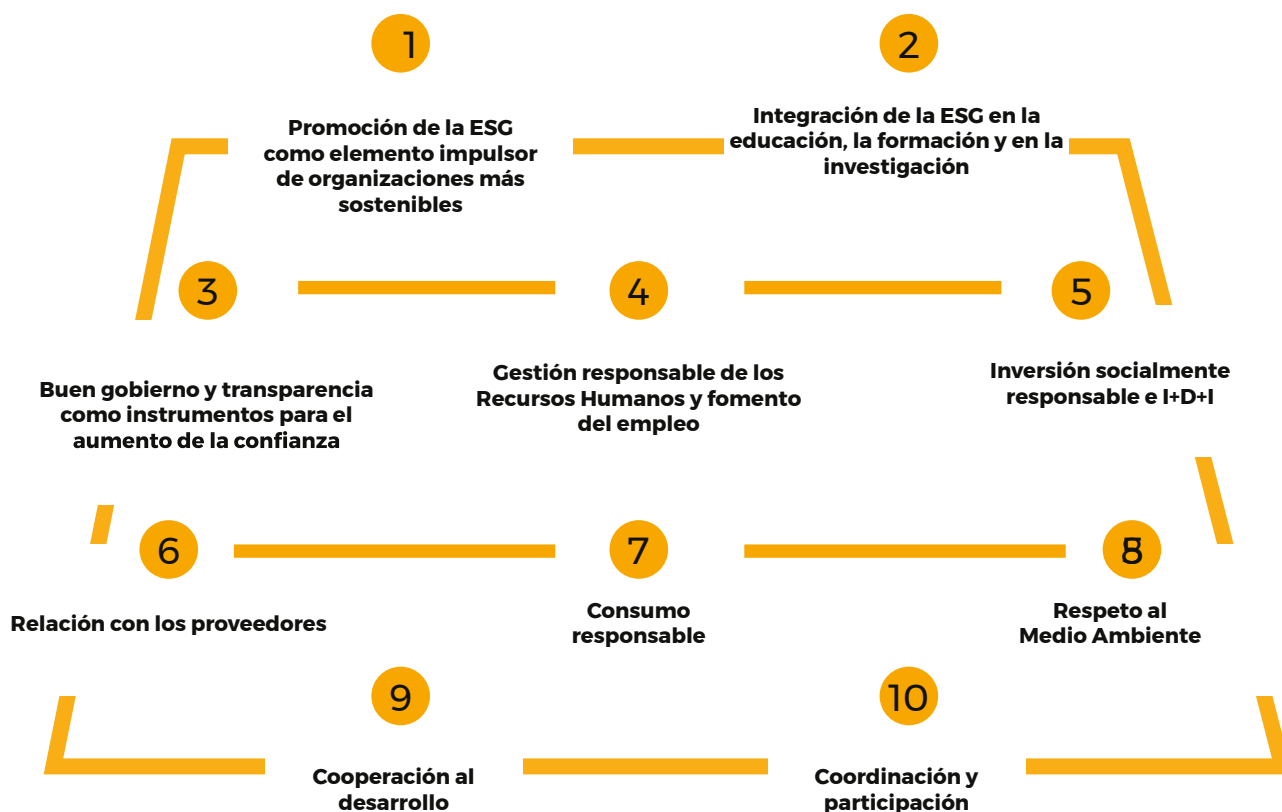 1
Promoción de la ESG
como elemento impulsor
de organizaciones más
sostenibles
2
Integración de la ESG en la
educación, la formación y en la
investigación
3
Buen gobierno y transparencia
como instrumentos para el
aumento de la confianza
4
Gestión responsable de los
Recursos Humanos y fomento
del empleo
5
Inversión socialmente
responsable e I+D+I
6
Relación con los proveedores
7
Consumo
responsable
8
Respeto al
Medio Ambiente
9
Cooperación al
desarrollo
10
Coordinación y
participación